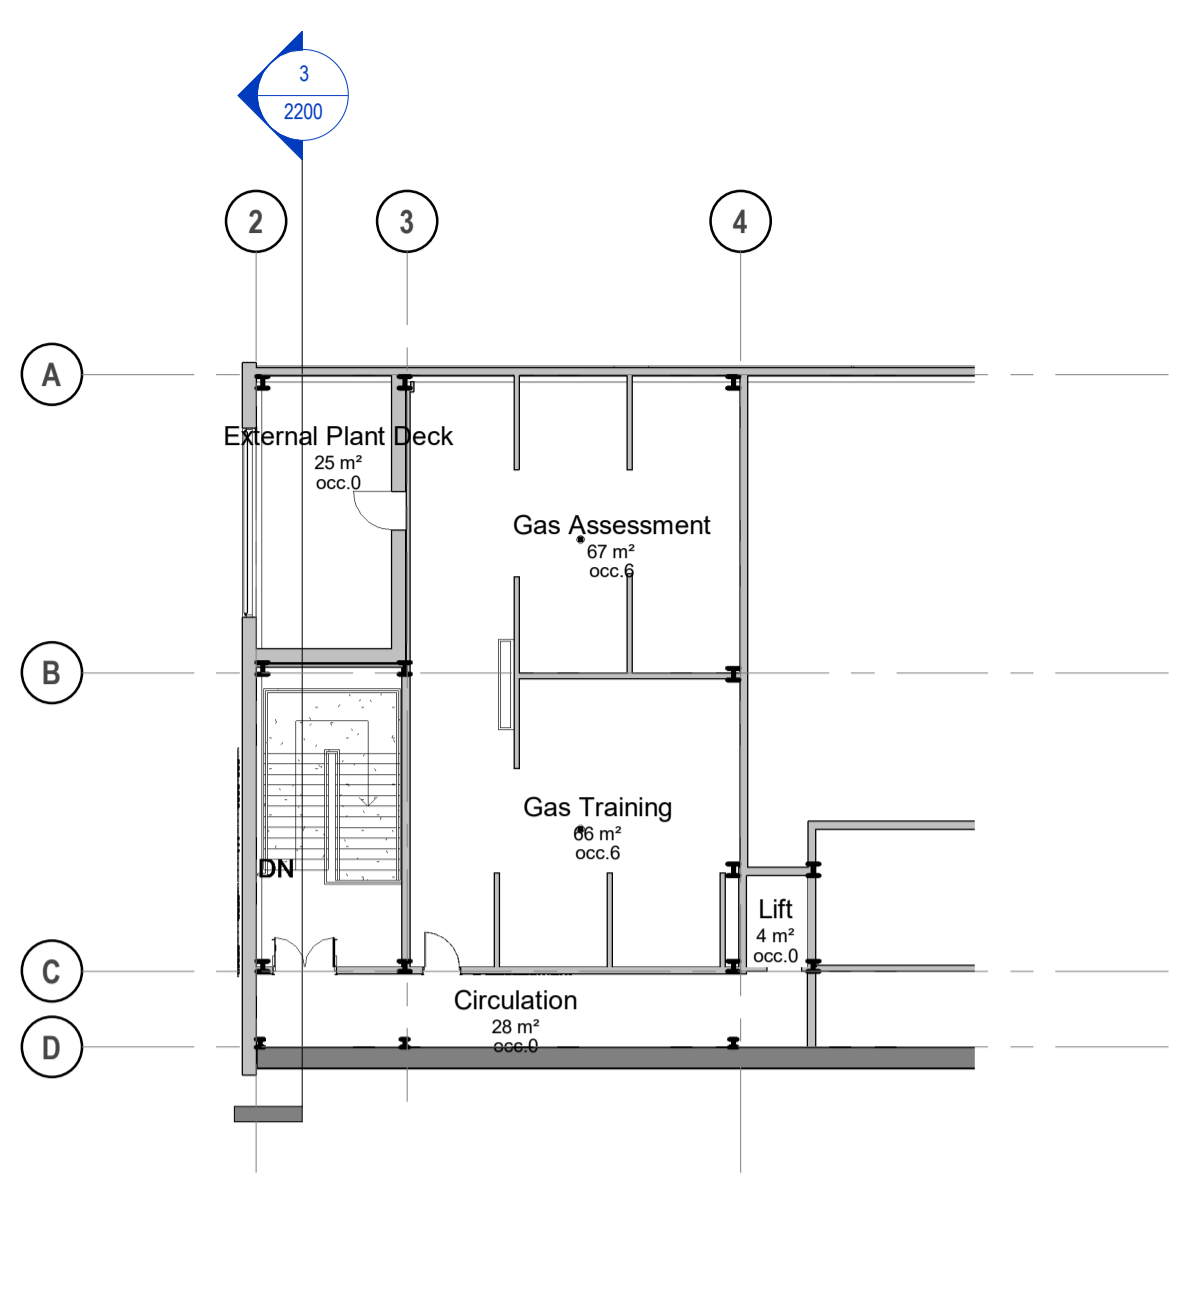 3
2200
2
3
4
A
External Plant Deck
25 m²
occ.0
Gas Assessment
67 m²
occ.6
B
Gas Training
66 m²
occ.6
DN
Lift
4 m²
occ.0
C
Circulation
28 m²
occ.0
D